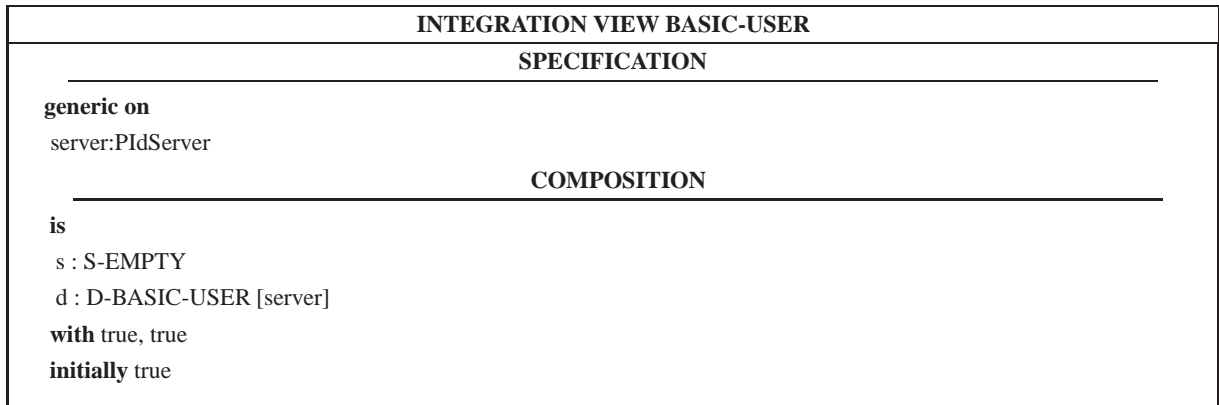 INTEGRATION VIEW BASIC-USER
SPECIFICATION
generic on
server:PIdServer
COMPOSITION
is
s : S-EMPTY
d : D-BASIC-USER [server]
with true, true
initially true